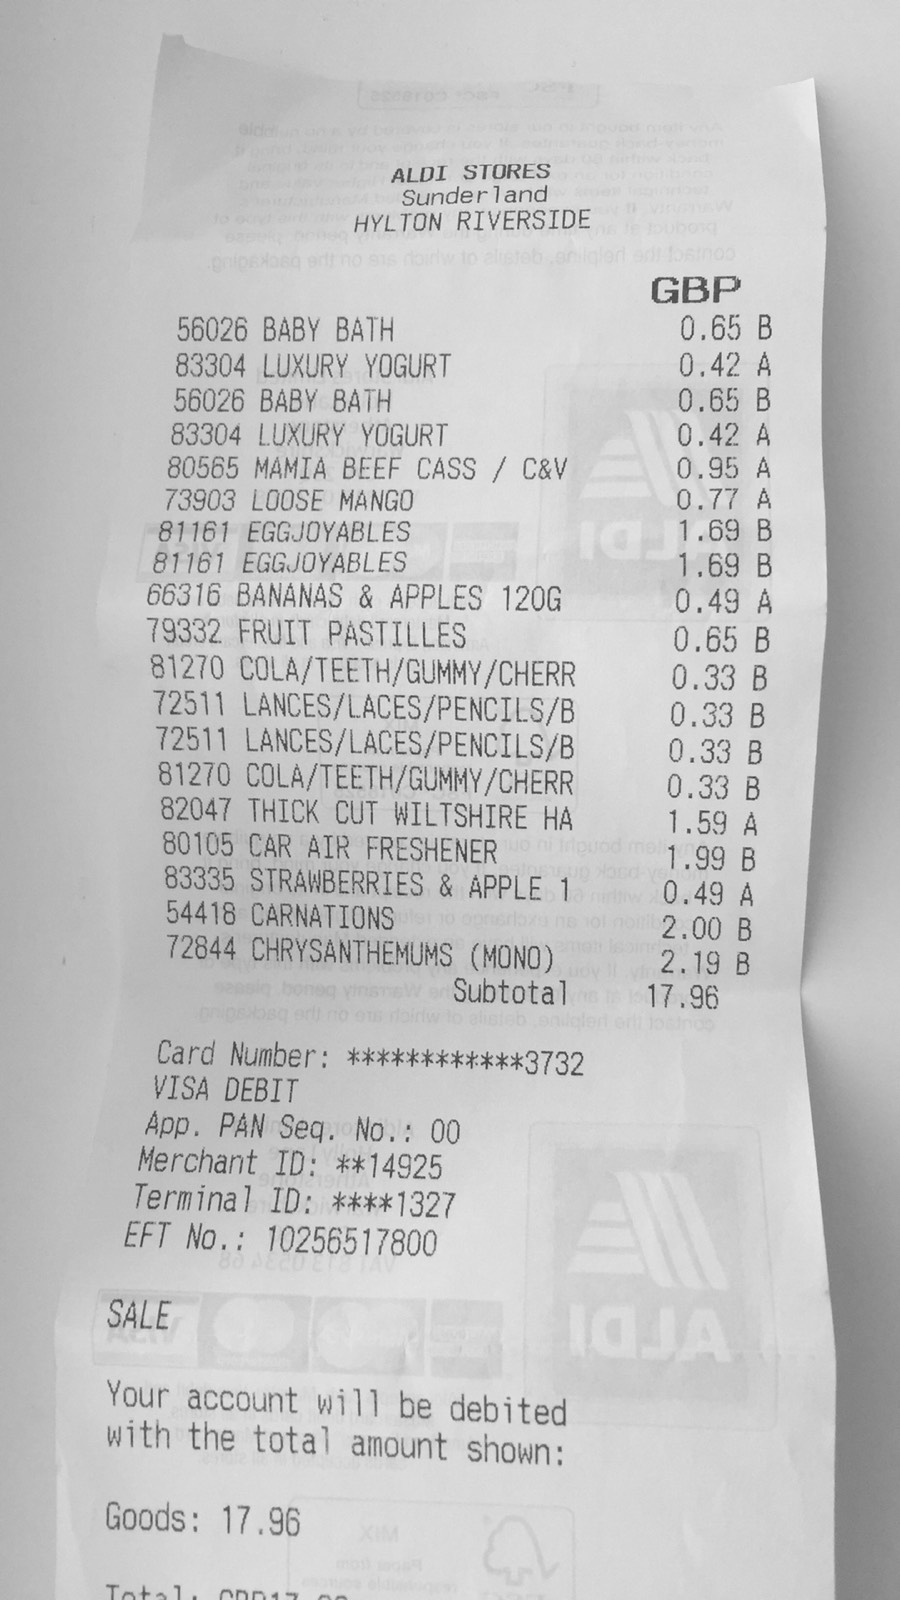 ALDI STORES
Sunderland
HYLTON RIVERSIDE
GBP
56026 BABY BATH 0.65 B
83304 LUXURY YOGURT 0.42 A
56026 BABY BATH 0.65 B
83304 LUXURY YOGURT 0.42 A
80565 MAMIA BEEF CASS / C&V 0.95 A
73903 LOOSE MANGO 0.77 A
81161 EGGJOYABLES 1.69 B
81161 EGGJOYABLES 1.69 B
66316 BANANAS & APPLES 120G 0.49 A
79332 FRUIT PASTILLES 0.65 B
81270 COLA/TEETH/GUMMY/CHERR 0.33 B
72511 LANCES/LACES/PENCILS/B 0.33 B
72511 LANCES/LACES/PENCILS/B 0.33 B
81270 COLA/TEETH/GUMMY/CHERR 0.33 B
82047 THICK CUT WILTSHIRE HA 1.59 A
80105 CAR AIR FRESHENER 1.99 B
83335 STRAWBERRIES & APPLE 1 0.49 A
54418 CARNATIONS 2.00 B
72844 CHRYSANTHEMUMS (MONO) 2.19 B
Subtotal 17.96
Card Number: ************3732
VISA DEBIT
App. PAN Seq. No.: 00
Merchant ID: **14925
Terminal ID: ****1327
EFT No.: 10256517800
SALE
Your account will be debited
with the total amount shown:
Goods: 17.96
Total: